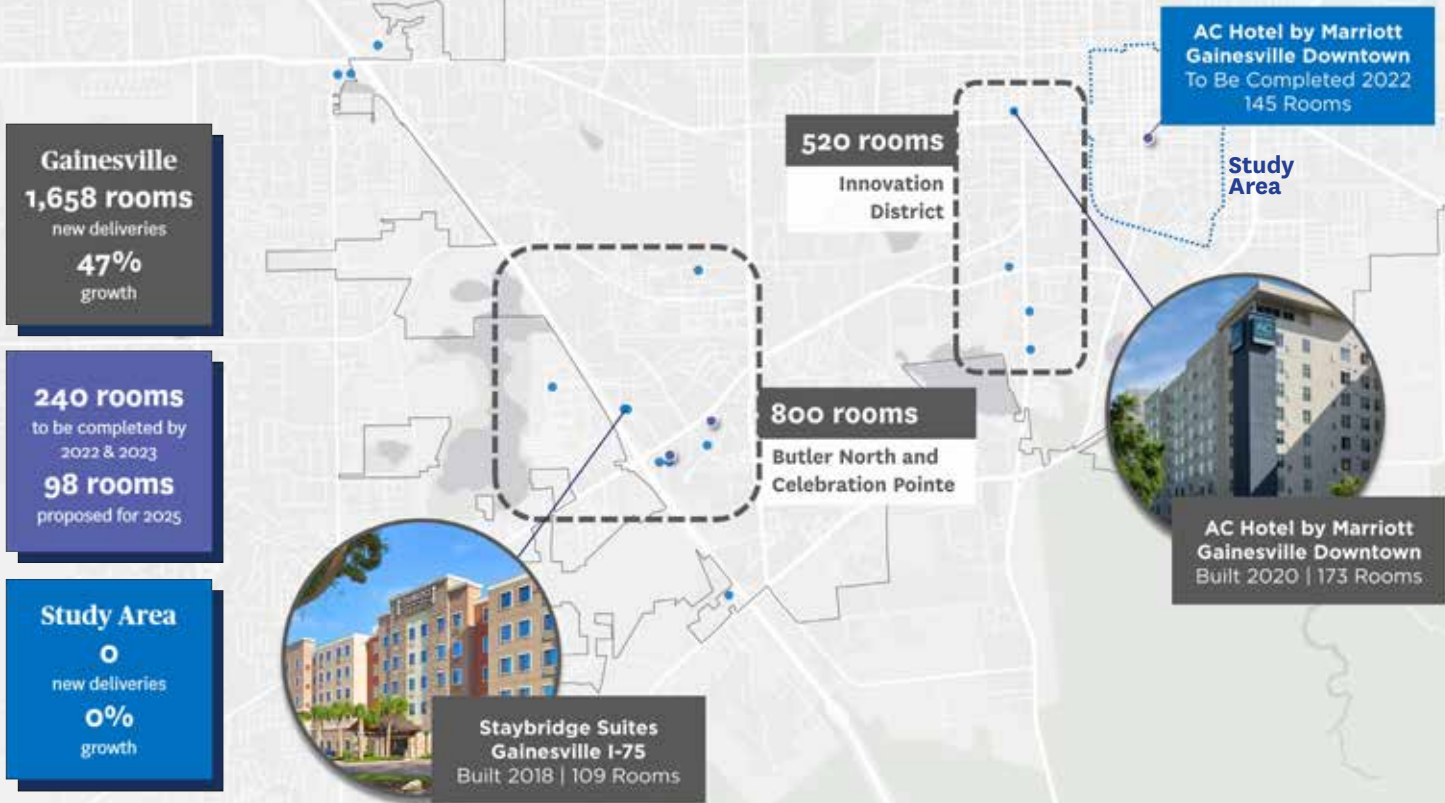 Gainesville
1,658 rooms
new deliveries
47%
growth
240 rooms
to be completed by
2022 & 2023
98 rooms
proposed for 2025
Study Area
0
new deliveries
0%
growth
520 rooms
Innovation
District
800 rooms
Butler North and
Celebration Pointe
AC Hotel by Marriott
Gainesville Downtown
To Be Completed 2022
145 Rooms
Study
Area
AC
AC Hotel by Marriott
Gainesville Downtown
Built 2020 | 173 Rooms
Staybridge Suites
Gainesville I-75
Built 2018 | 109 Rooms